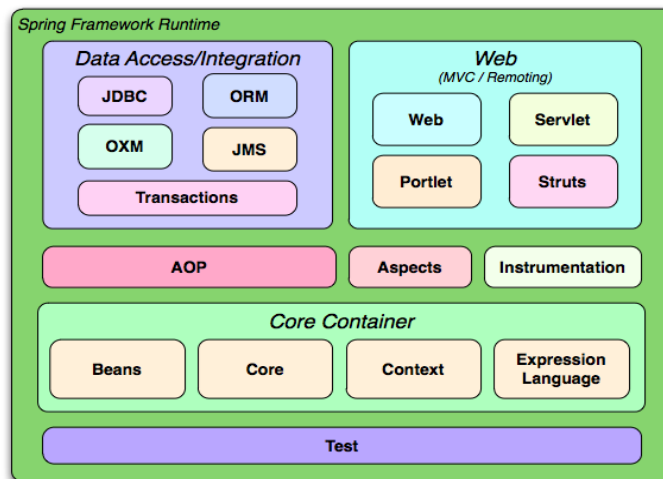 Spring Framework Runtime
Data Access/Integration
JDBC
ORM
OXM
JMS
Transactions
Web
(MVC / Remoting)
Web
Servlet
Portlet
Struts
AOP
Aspects
Instrumentation
Core Container
Beans
Core
Context
Expression
Language
Test